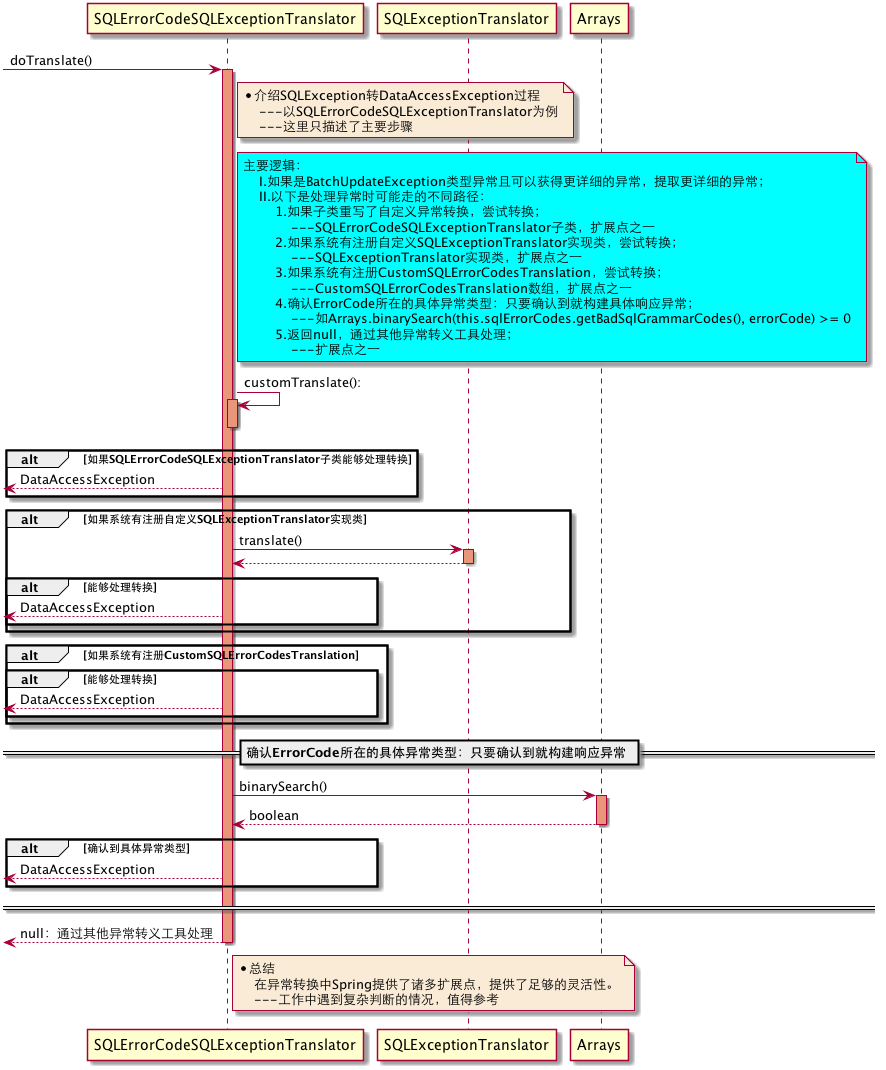 SQLErrorCodeSQLExceptionTranslator SQLExceptionTranslator Arrays
doTranslate()
介绍SQLException转DataAccessException过程
---以SQLErrorCodeSQLExceptionTranslator为例
---这里只描述了主要步骤
主要逻辑：
I.如果是BatchUpdateException类型异常且可以获得更详细的异常，提取更详细的异常；
II.以下是处理异常时可能走的不同路径：
1.如果子类重写了自定义异常转换，尝试转换；
---SQLErrorCodeSQLExceptionTranslator子类，扩展点之一
2.如果系统有注册自定义SQLExceptionTranslator实现类，尝试转换；
---SQLExceptionTranslator实现类，扩展点之一
3.如果系统有注册CustomSQLErrorCodesTranslation，尝试转换；
---CustomSQLErrorCodesTranslation数组，扩展点之一
4.确认ErrorCode所在的具体异常类型：只要确认到就构建具体响应异常；
---如Arrays.binarySearch(this.sqlErrorCodes.getBadSqlGrammarCodes(), errorCode) >= 0
5.返回null，通过其他异常转义工具处理；
---扩展点之一
customTranslate():
alt [如果SQLErrorCodeSQLExceptionTranslator子类能够处理转换]
DataAccessException
alt [如果系统有注册自定义SQLExceptionTranslator实现类]
translate()
alt [能够处理转换]
DataAccessException
alt [如果系统有注册CustomSQLErrorCodesTranslation]
alt [能够处理转换]
DataAccessException
确认ErrorCode所在的具体异常类型：只要确认到就构建响应异常
binarySearch()
boolean
alt [确认到具体异常类型]
DataAccessException
null：通过其他异常转义工具处理
总结
在异常转换中Spring提供了诸多扩展点，提供了足够的灵活性。
---工作中遇到复杂判断的情况，值得参考
SQLErrorCodeSQLExceptionTranslator SQLExceptionTranslator Arrays